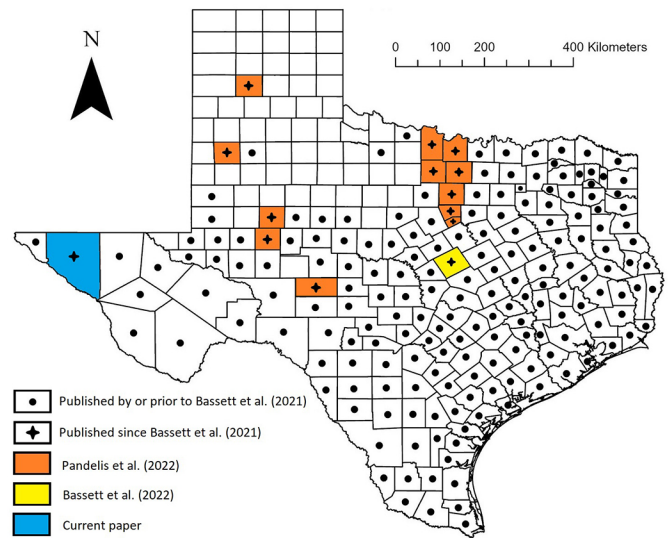 N
0 100 200 400 Kilometers
Published by or prior to Bassett et al. (2021)
Published since Bassett et al. (2021)
Pandelis et al. (2022)
Bassett et al. (2022)
Current paper